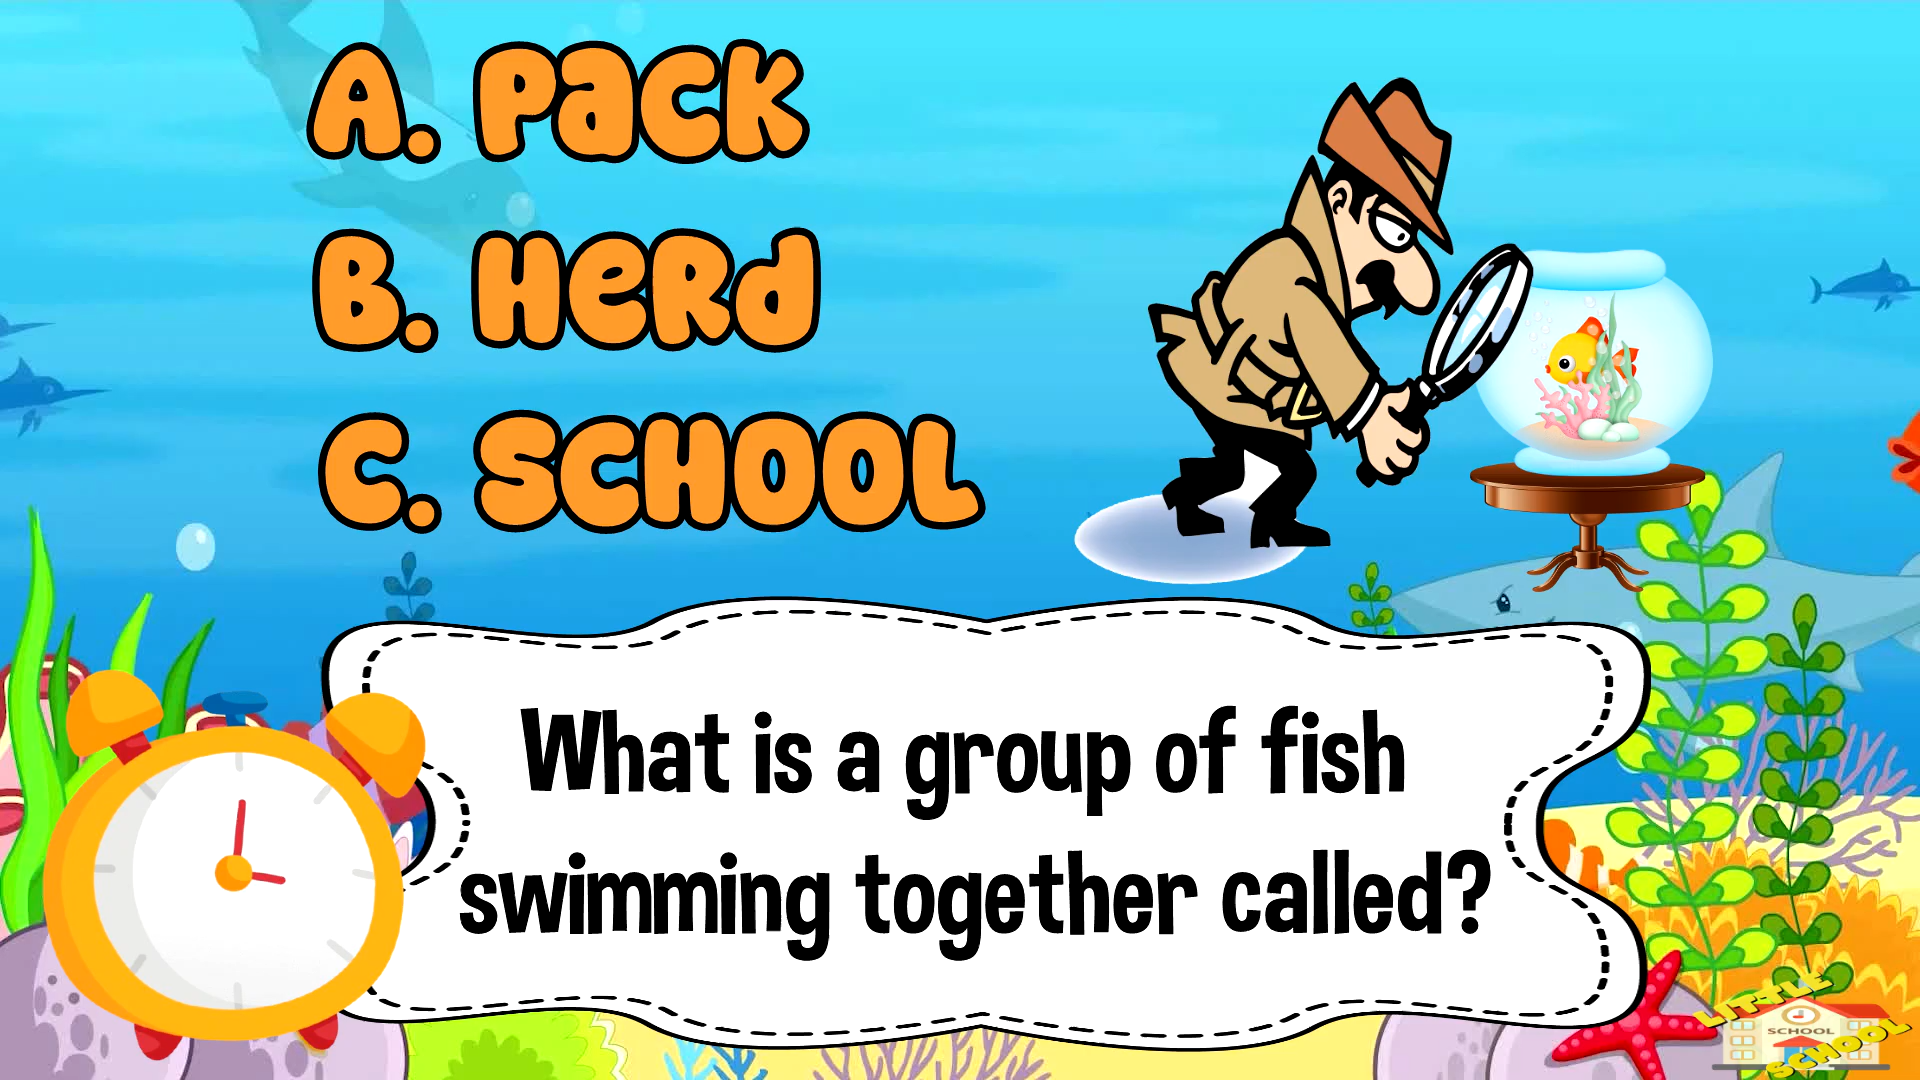 A. Pack
B. Herd
C. SCHOOL
What is a group of fish
swimming together called?
LITTLE
SCHOOL
SCHOOL